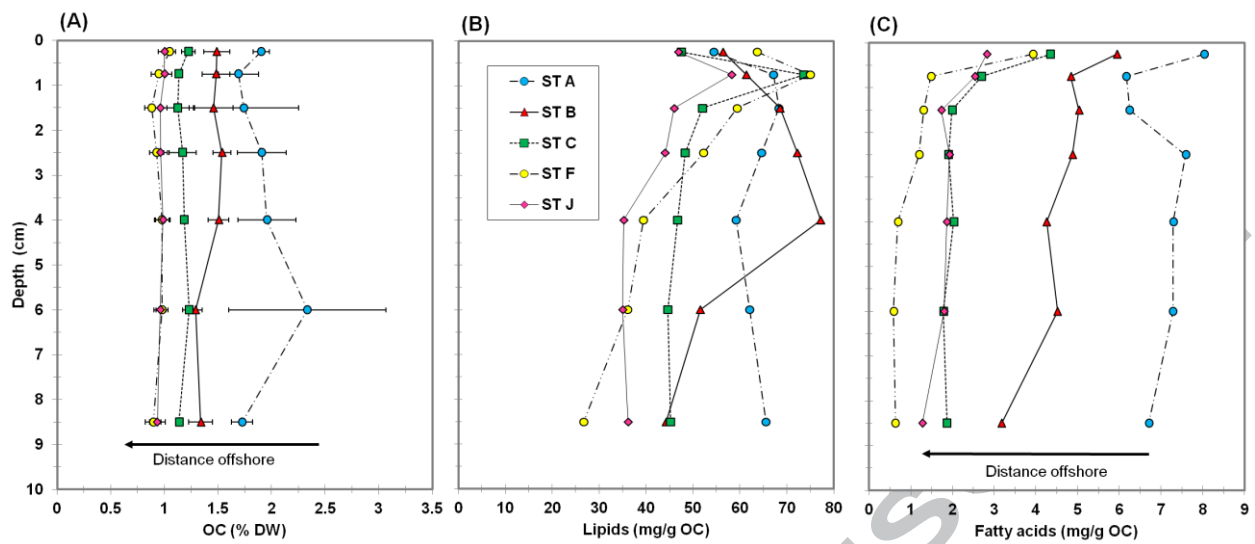 (A)
(B)
(C)
0
1
2
3
4
5
6
7
8
9
10
Depth (cm)
Distance offshore
0
0.5
1
1.5
2
2.5
3
3.5
OC (% DW)
ST A
ST B
ST C
ST F
ST J
0
10
20
30
40
50
60
70
80
Lipids (mg/g OC)
Distance offshore
0
1
2
3
4
5
6
7
8
9
Fatty acids (mg/g OC)